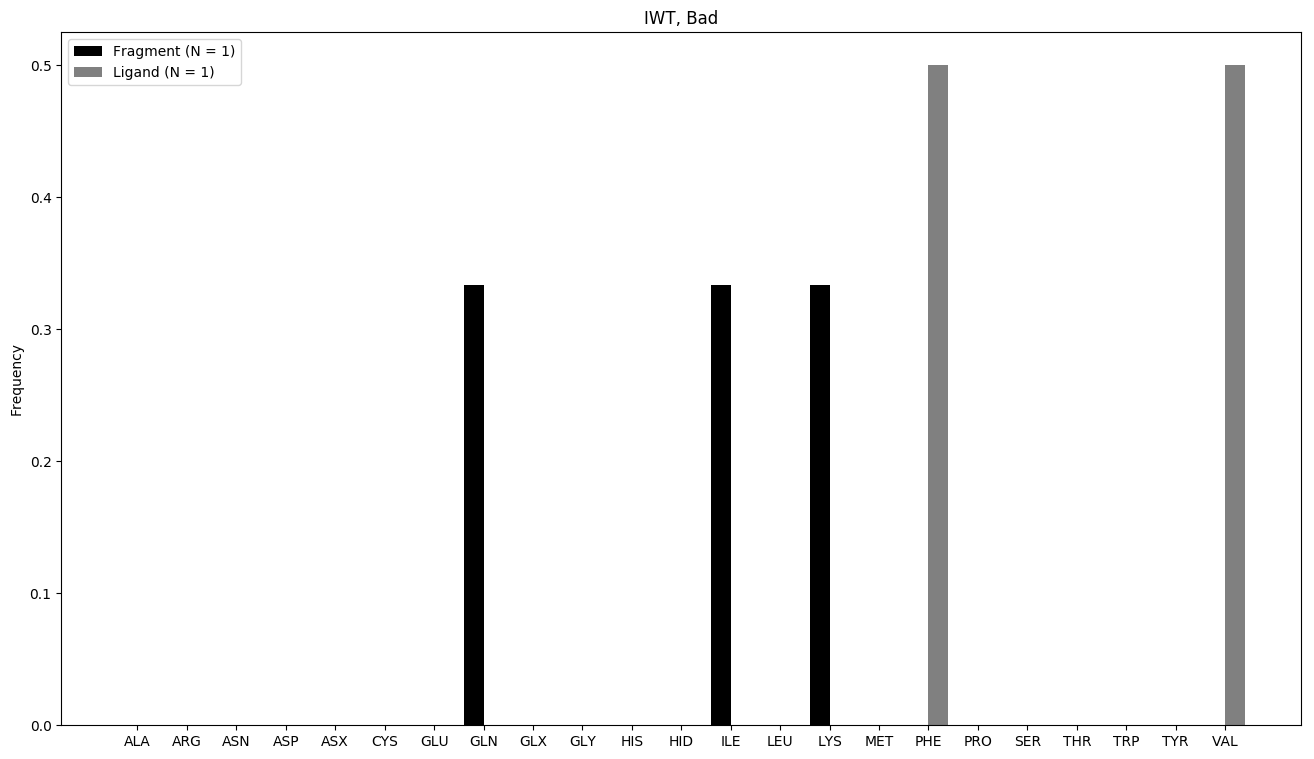 IWT, Bad
Fragment (N = 1)
Ligand (N = 1)
Frequency
0.5
0.4
0.3
0.2
0.1
0.0
ALA ARG ASN ASP ASX CYS GLU GLN GLX GLY HIS HID ILE LEU LYS MET PHE PRO SER THR TRP TYR VAL